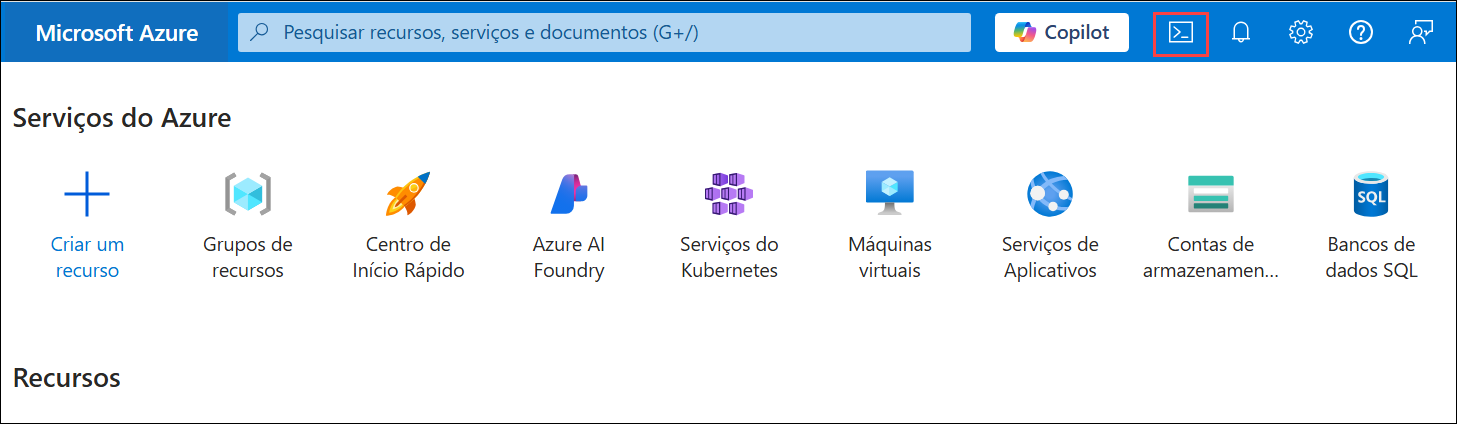 Microsoft Azure
Pesquisar recursos, serviços e documentos (G+/)
Copilot
Serviços do Azure
Criar um
recurso
Grupos de
recursos
Centro de
Início Rápido
Azure AI
Foundry
Serviços do
Kubernetes
Máquinas
virtuais
Serviços de
Aplicativos
Contas de
armazenamen...
SQL
Bancos de
dados SQL
Recursos